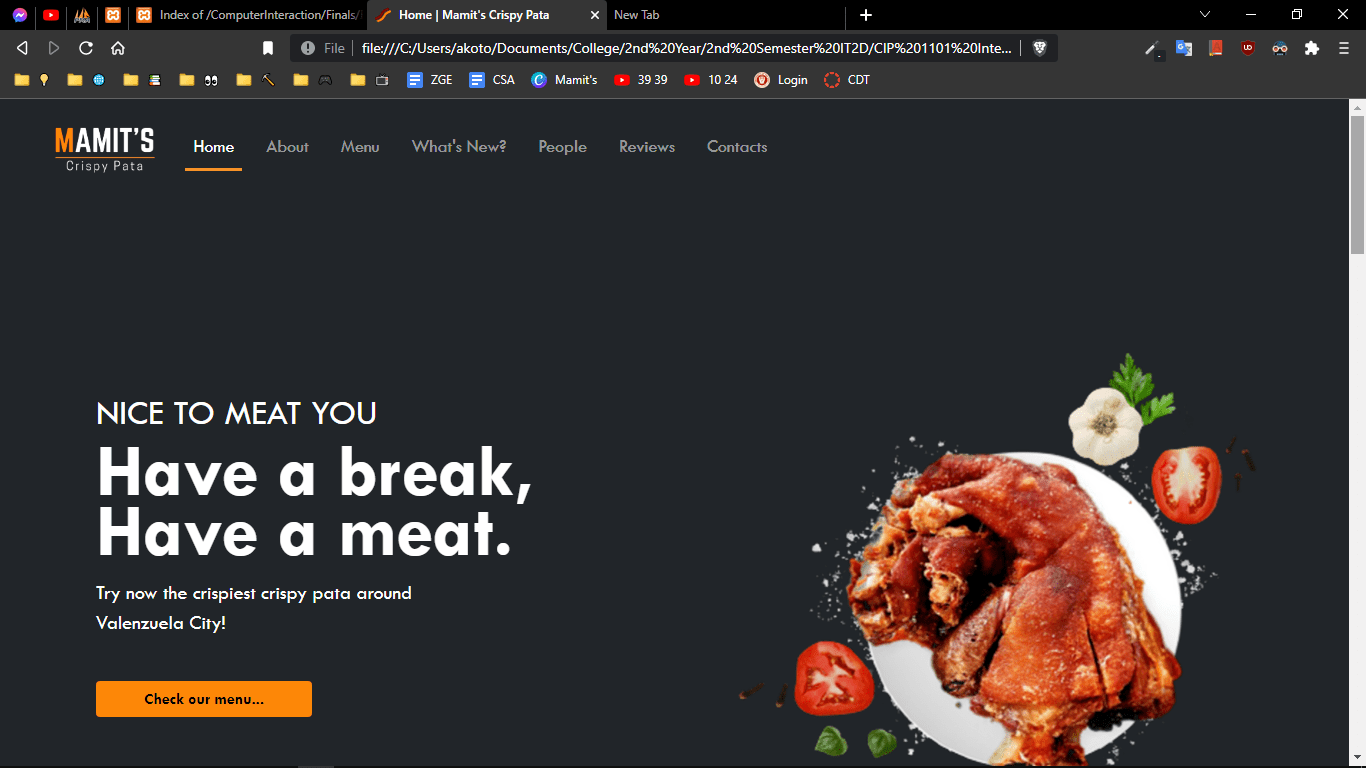 Index of /ComputerInteraction/Finals/
Home | Mamit's Crispy Pata
New Tab
File
file:///C:/Users/akoto/Documents/College/2nd%20Year/2nd%20Semester%20IT2D/CIP%201101%20Inte...
ZGE
CSA
Mamit's
39 39
10 24
Login
CDT
MAMIT'S
Crispy Pata
Home
About
Menu
What's New?
People
Reviews
Contacts
NICE TO MEAT YOU
Have a break,
Have a meat.
Try now the crispiest crispy pata around
Valenzuela City!
Check our menu...